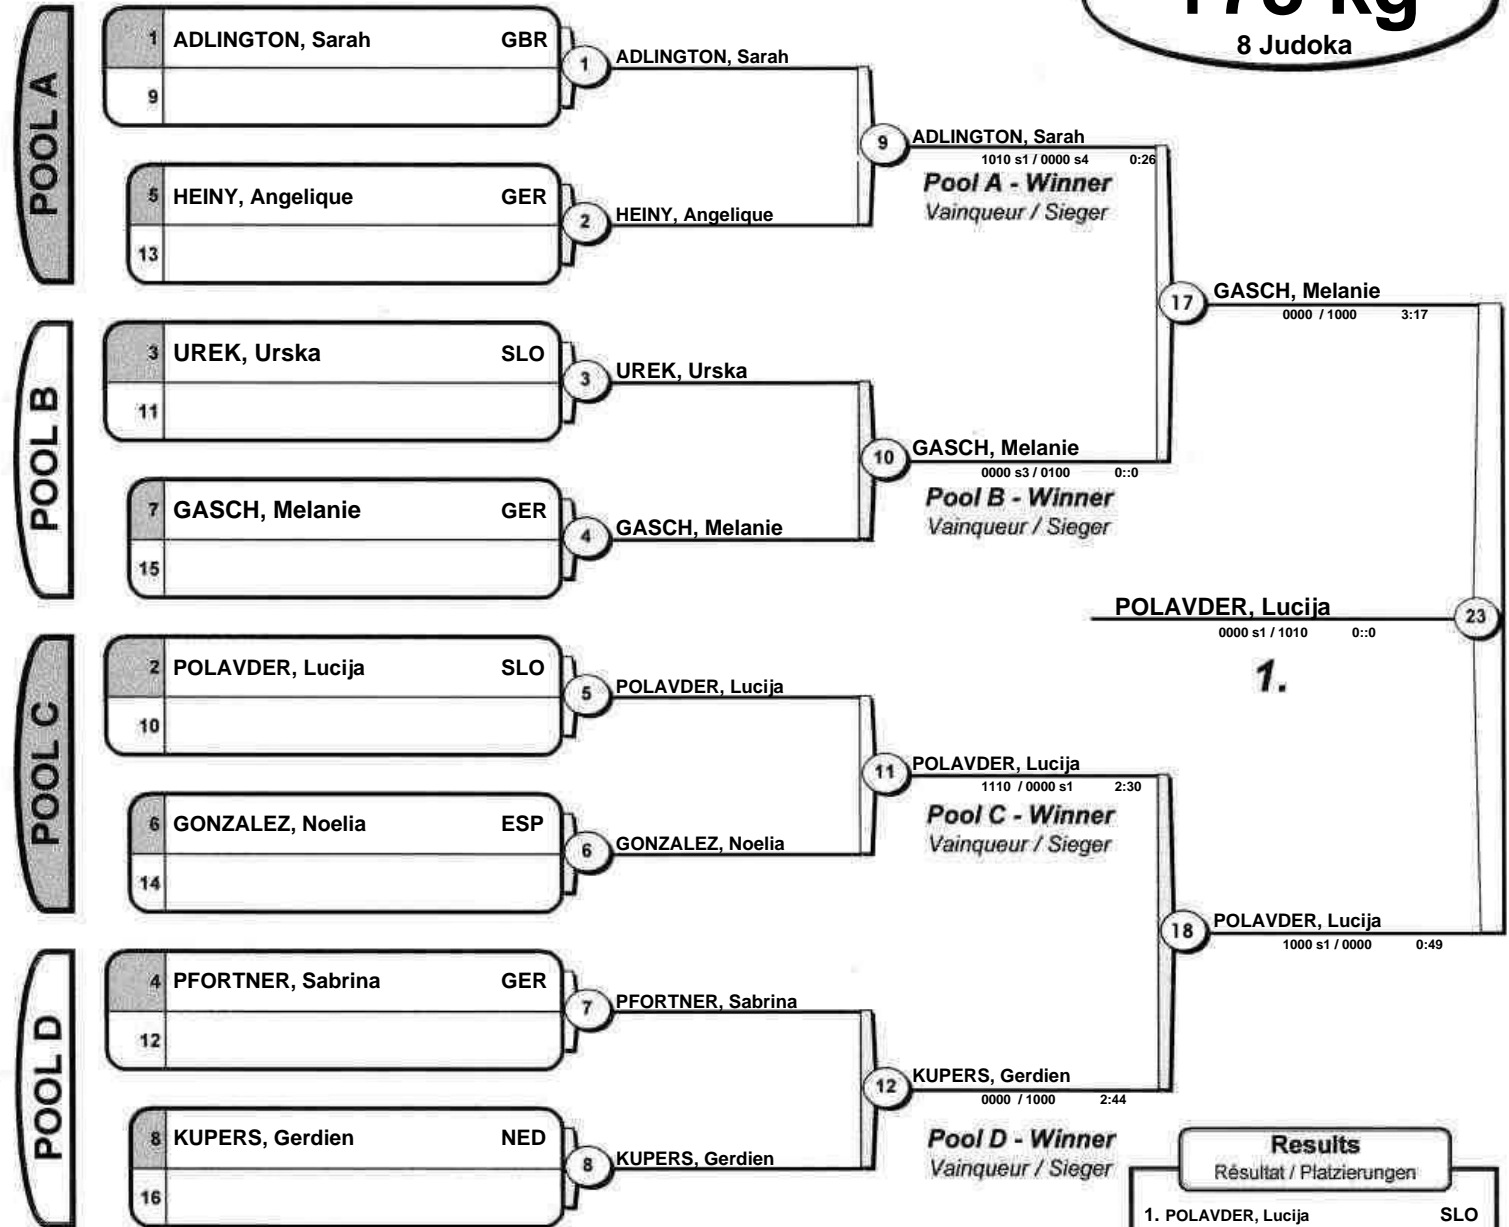 178 kg
8 Judoka
POOL A
1 ADLINGTON, Sarah GBR
9
1 ADLINGTON, Sarah
5 HEINY, Angelique GER
13
2 HEINY, Angelique
9 ADLINGTON, Sarah
1010 s1 / 0000 s4 0:26
Pool A - Winner
Vainqueur / Sieger
POOL B
3 UREK, Urska SLO
11
3 UREK, Urska
7 GASCH, Melanie GER
15
4 GASCH, Melanie
10 GASCH, Melanie
0000 s3 / 0100 0::0
Pool B - Winner
Vainqueur / Sieger
17 GASCH, Melanie
0000 / 1000 3:17
POLAVDER, Lucija 23
0000 s1 / 1010 0::0
1.
POOL C
2 POLAVDER, Lucija SLO
10
5 POLAVDER, Lucija
6 GONZALEZ, Noelia ESP
14
6 GONZALEZ, Noelia
11 POLAVDER, Lucija
1110 / 0000 s1 2:30
Pool C - Winner
Vainqueur / Sieger
18 POLAVDER, Lucija
1000 s1 / 0000 0:49
POOL D
4 PFORTNER, Sabrina GER
12
7 PFORTNER, Sabrina
8 KUPERS, Gerdien NED
16
8 KUPERS, Gerdien
12 KUPERS, Gerdien
0000 / 1000 2:44
Pool D - Winner
Vainqueur / Sieger
Results
Résultat / Platzierungen
1. POLAVDER, Lucija SLO